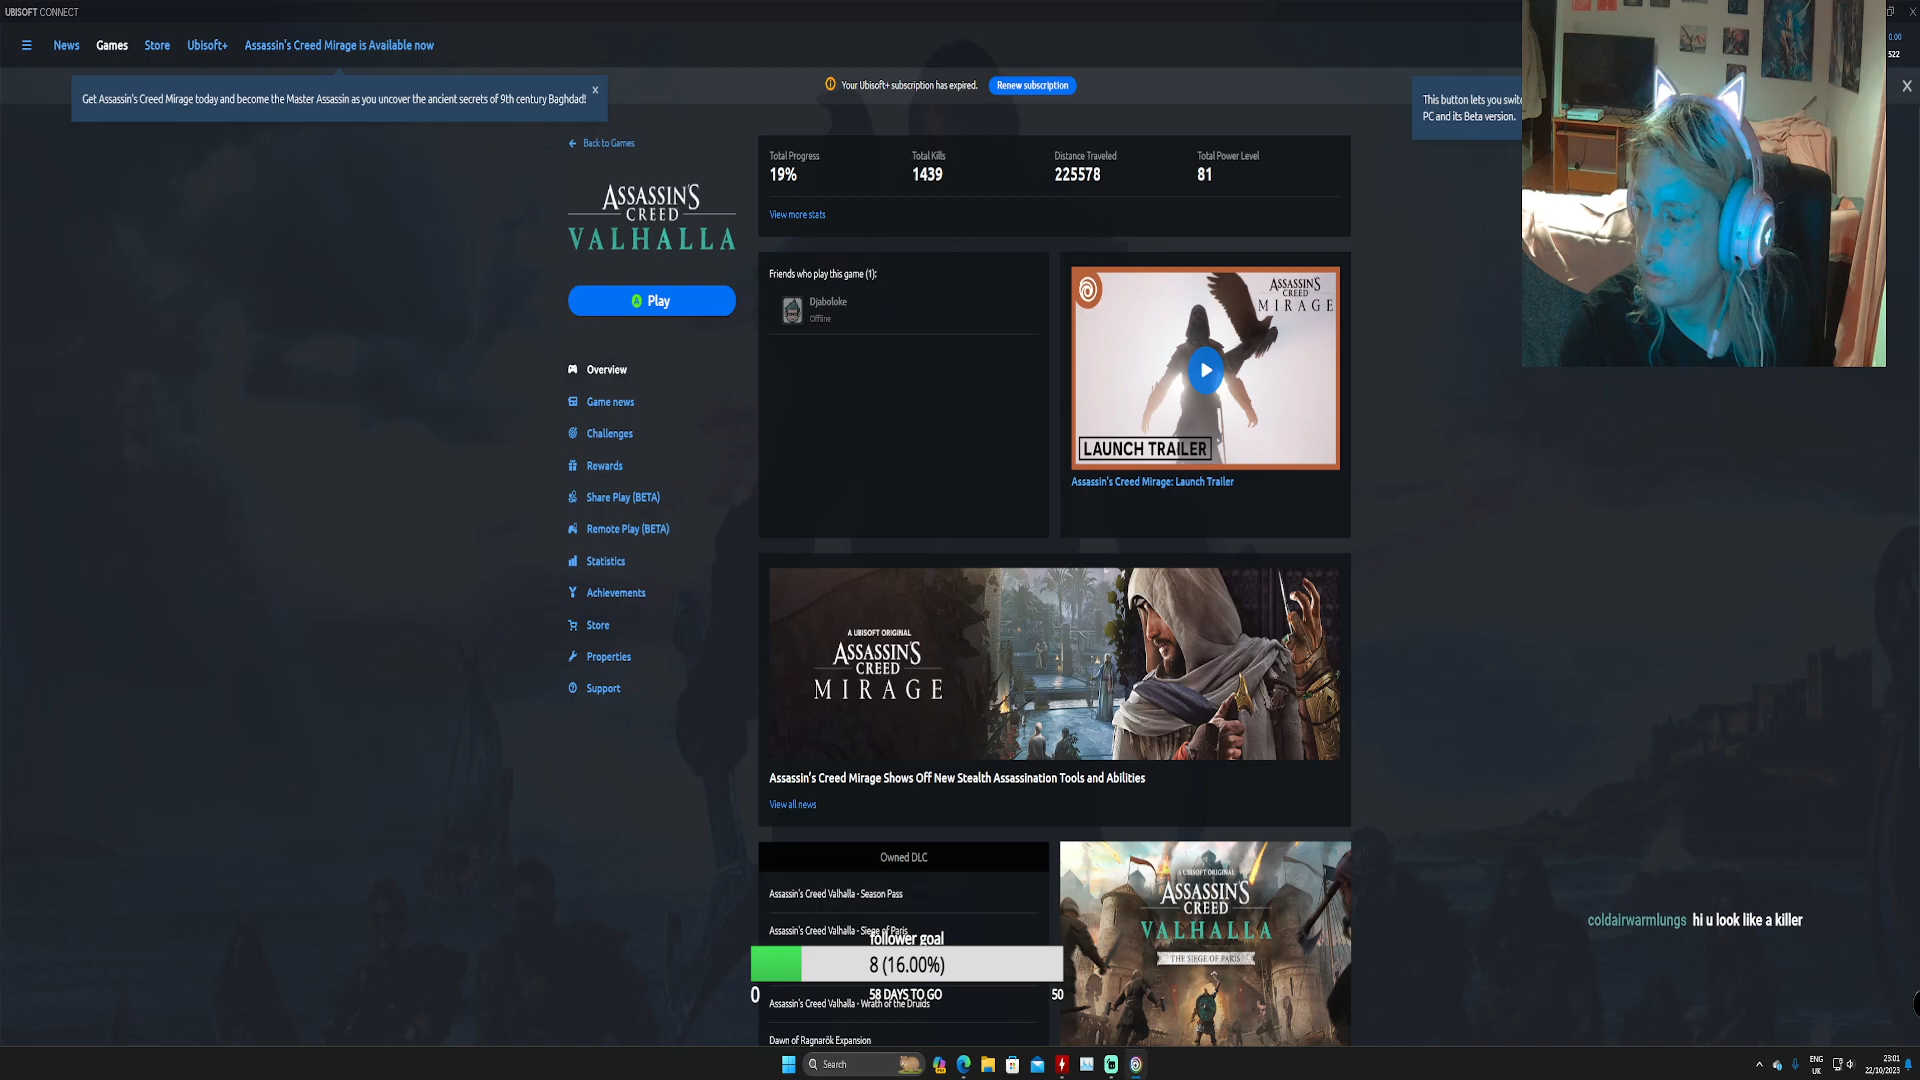 UBISOFT CONNECT
News
Games
Store
Ubisoft+
Assassin's Creed Mirage is Available now
0.00
522
Get Assassin's Creed Mirage today and become the Master Assassin as you uncover the ancient secrets of 9th century Baghdad!
Your Ubisoft+ subscription has expired.
Renew subscription
This button lets you
PC and its Beta version.
Back to Games
ASSASSIN'S
CREED
VALHALLA
Play
Overview
Game news
Challenges
Rewards
Share Play (BETA)
Remote Play (BETA)
Statistics
Achievements
Store
Properties
Support
Total Progress
19%
Total Kills
1439
Distance Traveled
225578
Total Power Level
81
View more stats
Friends who play this game (1):
Djaboloke
Offline
ASSASSIN'S
CREED
MIRAGE
LAUNCH TRAILER
Assassin's Creed Mirage: Launch Trailer
A UBISOFT ORIGINAL
ASSASSIN'S
CREED
MIRAGE
Assassin's Creed Mirage Shows Off New Stealth Assassination Tools and Abilities
View all news
Owned DLC
Assassin's Creed Valhalla - Season Pass
Assassin's Creed Valhalla - Siege of Paris
follower goal
8 (16.00%)
0
58 DAYS TO GO
50
Assassin's Creed Valhalla - Wrath of the Druids
Dawn of Ragnarök Expansion
A UBISOFT ORIGINAL
ASSASSIN'S
CREED
VALHALLA
THE SIEGE OF PARIS
coldairwarmlungs hi u look like a killer
Search
ENG
UK
23:01
22/10/2023